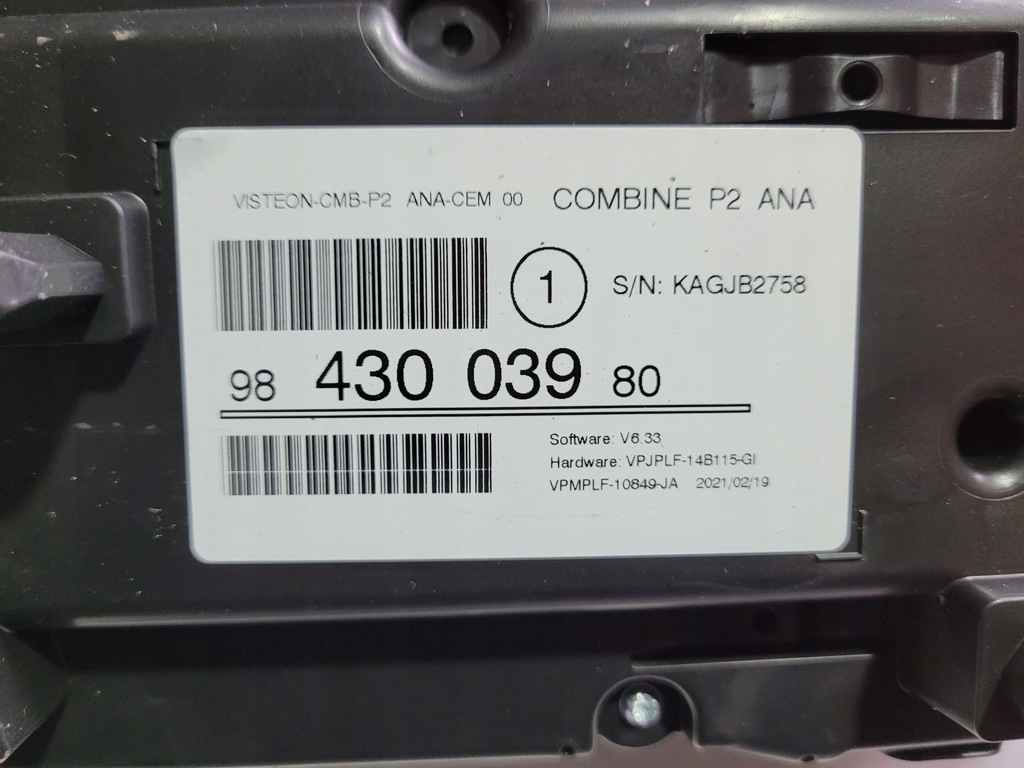 VISTEON-CMB-P2 ANA-CEM 00 COMBINE P2 ANA
1 S/N: KAGJB2758
98 430 039 80
Software: V6.33
Hardware: VPJPLF-14B115-GI
VPMPLF-10849-JA 2021/02/19